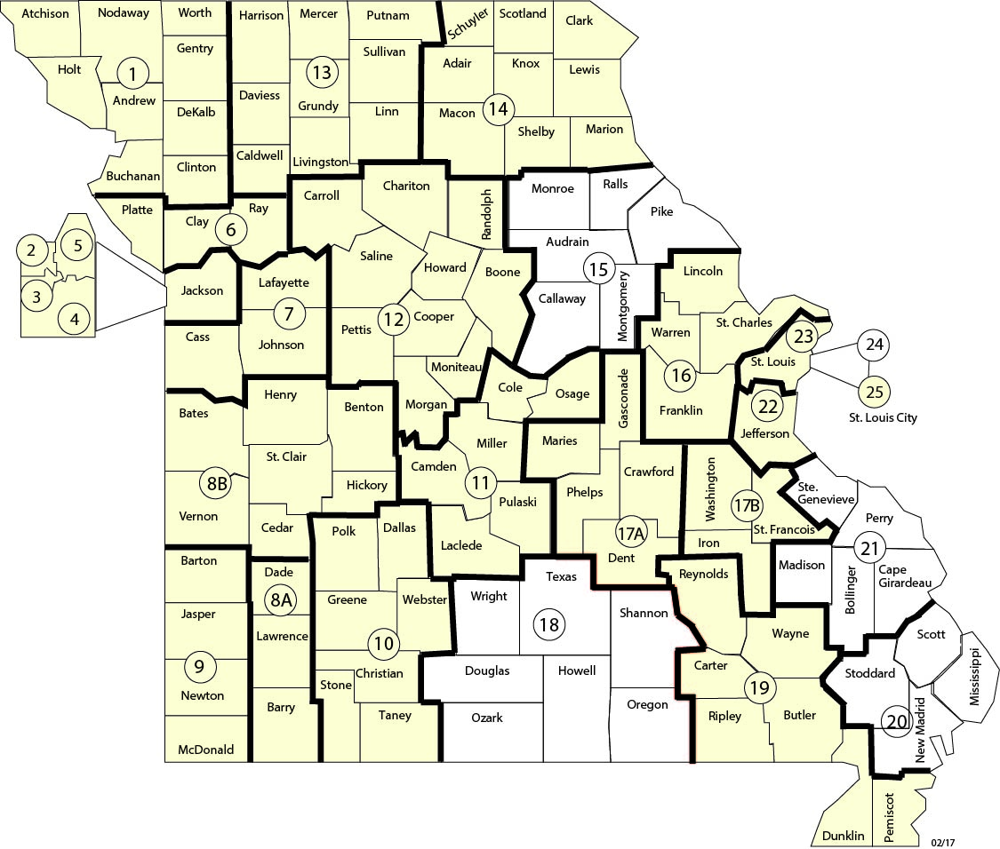 Atchison
Nodaway
Worth
Harrison
Mercer
Putnam
Schuyler
Scotland
Clark
Gentry
Sullivan
Adair
Knox
Lewis
Holt
1
13
Andrew
Daviess
Grundy
Linn
Macon
14
DeKalb
Shelby
Marion
Buchanan
Clinton
Caldwell
Livingston
Carroll
Chariton
Randolph
Monroe
Ralls
Pike
Platte
Clay
6
Ray
2
5
3
4
Saline
Howard
Boone
Audrain
15
Lincoln
Jackson
Lafayette
7
Johnson
12
Cooper
Callaway
Montgomery
Warren
St. Charles
Cass
Pettis
Moniteau
23
24
St. Louis
25
St. Louis City
Cole
Osage
Gasconade
16
Franklin
22
Jefferson
Bates
Henry
Benton
Morgan
Miller
Maries
St. Clair
Camden
11
Crawford
Washington
8B
Hickory
Pulaski
Phelps
17B
Ste.
Genevieve
Vernon
Cedar
Polk
Dallas
Laclede
17A
Dent
Iron
St. Francois
Perry
21
Barton
Dade
8A
Texas
Reynolds
Madison
Bollinger
Cape
Girardeau
Jasper
Lawrence
Greene
Webster
Wright
18
Shannon
Wayne
Scott
9
Newton
10
Christian
Stone
Douglas
Howell
Carter
19
Stoddard
Mississippi
Barry
Taney
Ozark
Oregon
Ripley
Butler
20
New Madrid
McDonald
Dunklin
Pemiscot
02/17